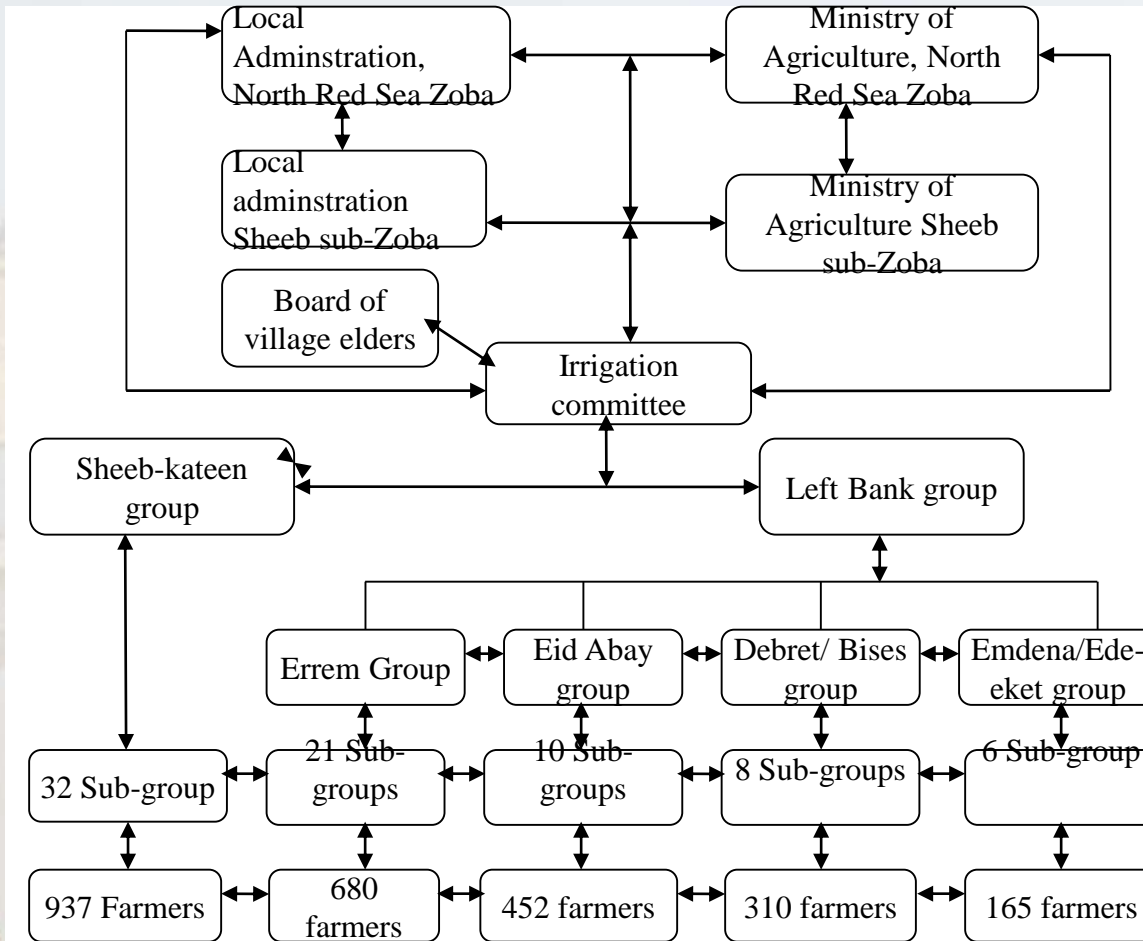 Local
Adminstration,
North Red Sea Zoba
Ministry of
Agriculture, North
Red Sea Zoba
Local
adminstration
Sheeb sub-Zoba
Ministry of
Agriculture Sheeb
sub-Zoba
Board of
village elders
Irrigation
committee
Sheeb-kateen
group
Left Bank group
Errem Group
Eid Abay
group
Debret/ Bises
group
Emdena/Ede-
eket group
32 Sub-group
21 Sub-
groups
10 Sub-
groups
8 Sub-groups
6 Sub-group
937 Farmers
680
farmers
452 farmers
310 farmers
165 farmers